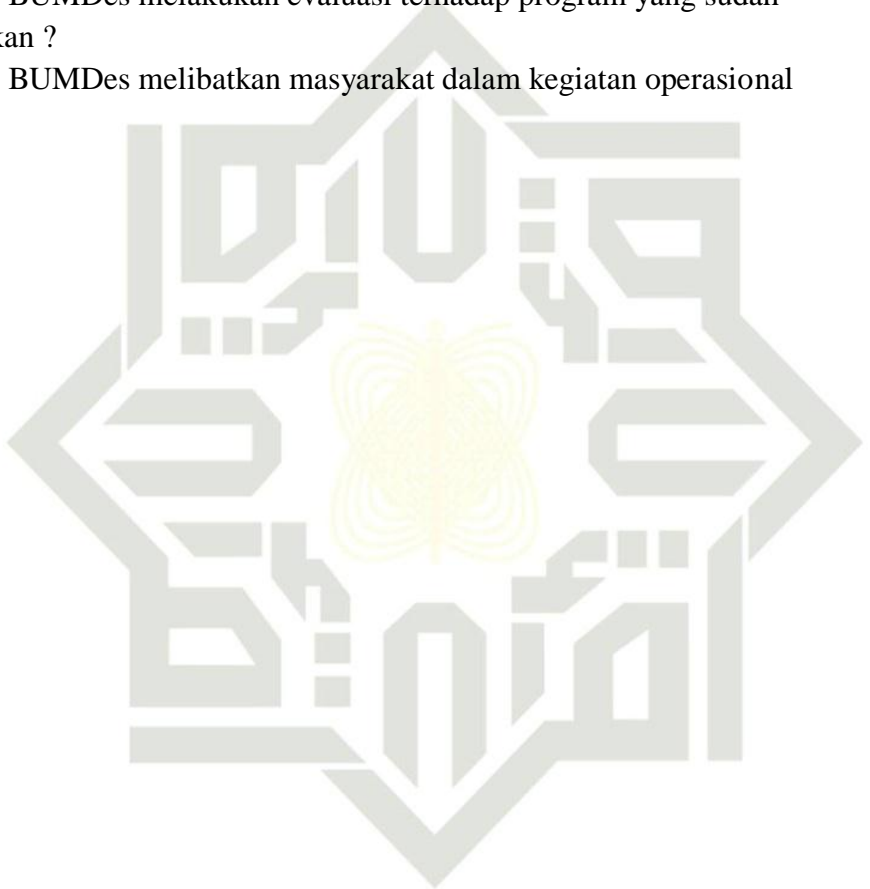 BUMDes melakukan evaluasi terhadap program yang sudah
kan ?
BUMDes melibatkan masyarakat dalam kegiatan operasional